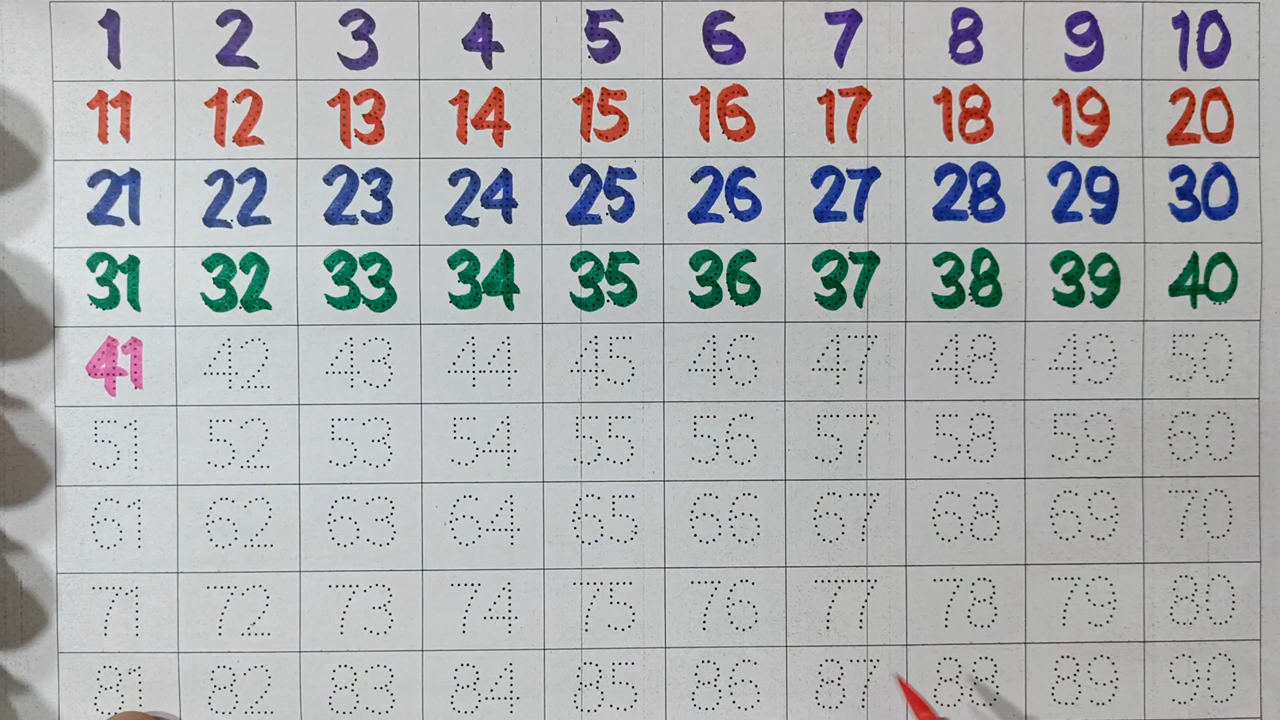 1 2 3 4 5 6 7 8 9 10
11 12 13 14 15 16 17 18 19 20
21 22 23 24 25 26 27 28 29 30
31 32 33 34 35 36 37 38 39 40
41 42 43 44 45 46 47 48 49 50
51 52 53 54 55 56 57 58 59 60
61 62 63 64 65 66 67 68 69 70
71 72 73 74 75 76 77 78 79 80
81 82 83 84 85 86 87 88 89 90